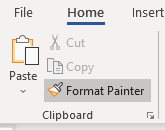 File Home Insert
Cut
Copy
Paste
Format Painter
Clipboard